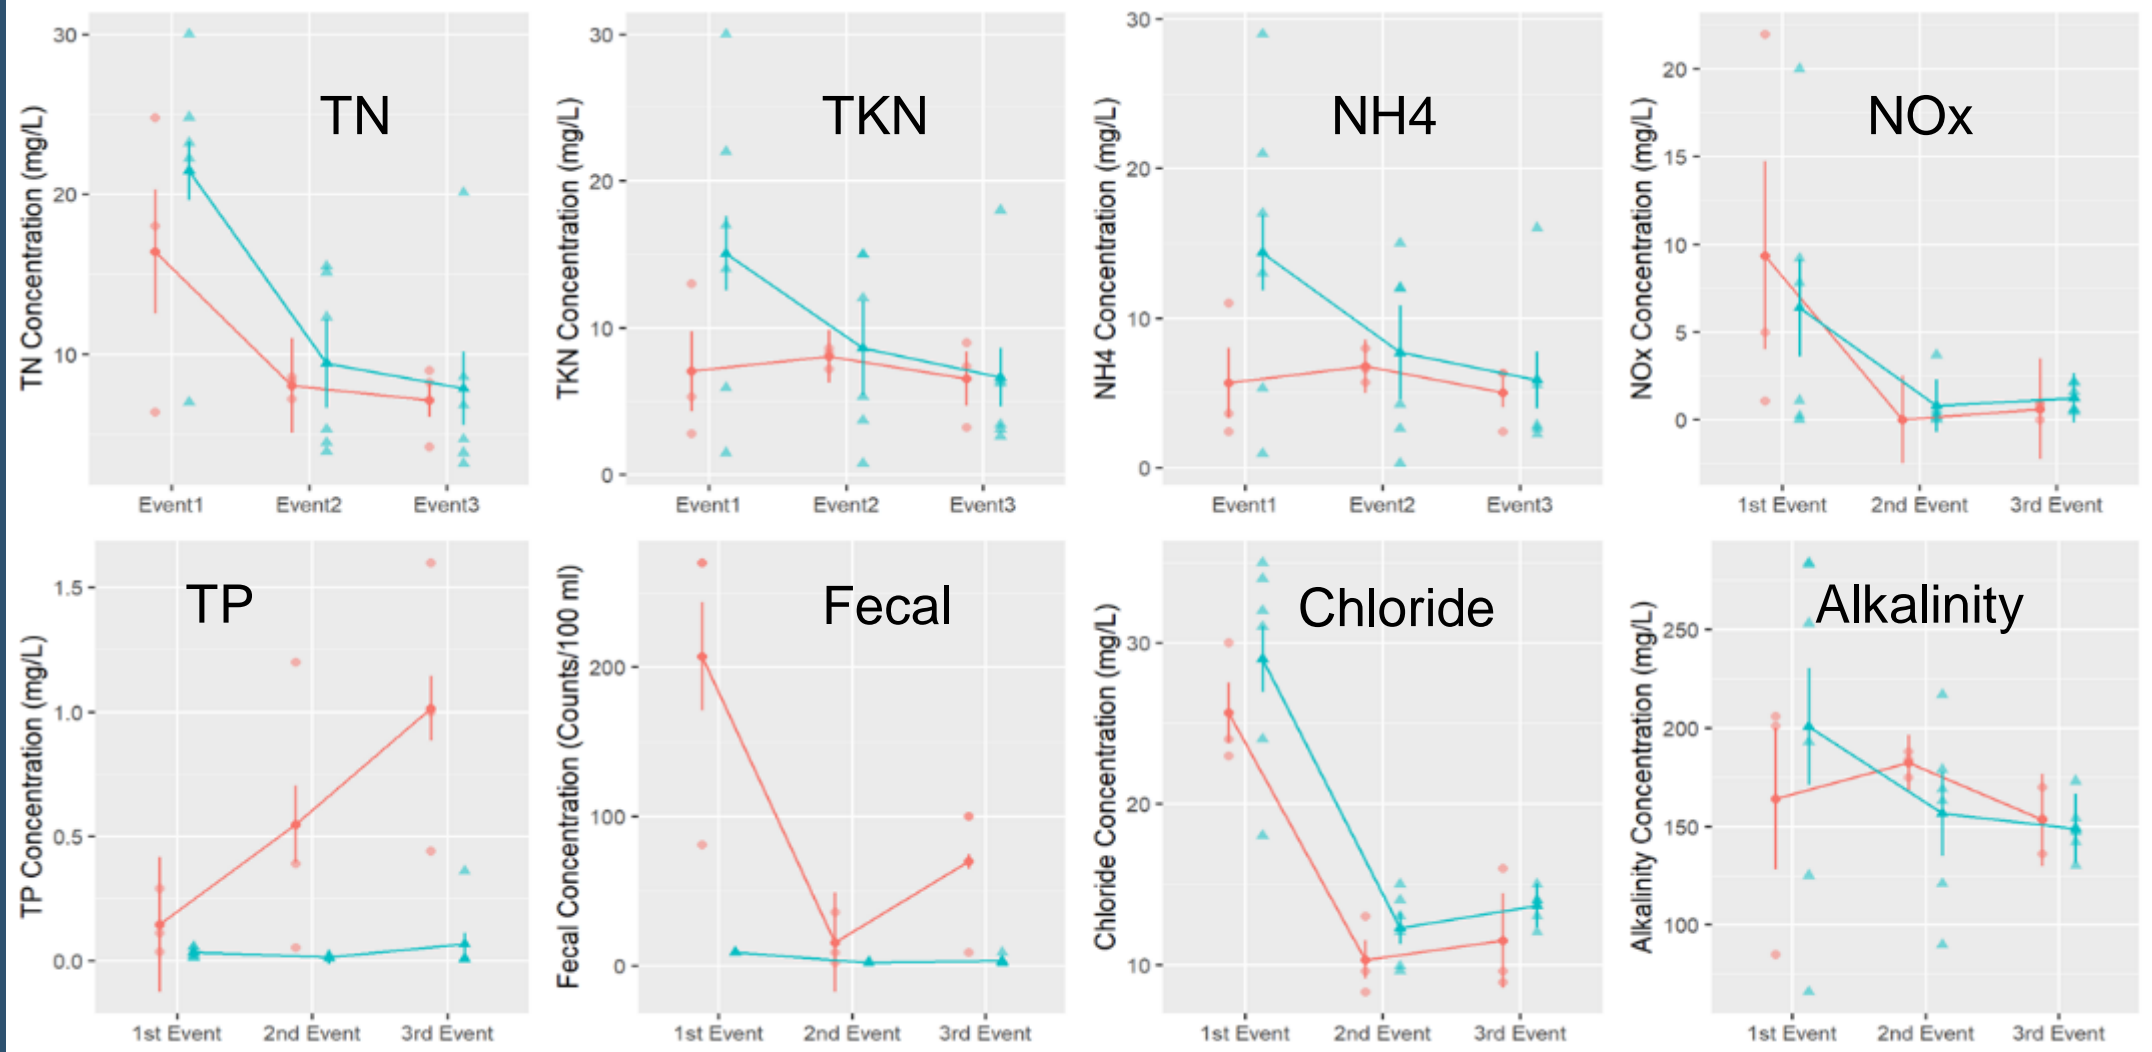 TN
TN Concentration (mg/L)
30
20
10
Event1
Event2
Event3
TKN
TKN Concentration (mg/L)
30
20
10
0
Event1
Event2
Event3
NH4
NH4 Concentration (mg/L)
30
20
10
0
Event1
Event2
Event3
NOx
NOx Concentration (mg/L)
20
15
10
5
0
1st Event
2nd Event
3rd Event
TP
TP Concentration (mg/L)
1.5
1.0
0.5
0.0
1st Event
2nd Event
3rd Event
Fecal
Fecal Concentration (Counts/100 ml)
200
100
0
1st Event
2nd Event
3rd Event
Chloride
Chloride Concentration (mg/L)
30
20
10
1st Event
2nd Event
3rd Event
Alkalinity
Alkalinity Concentration (mg/L)
250
200
150
100
1st Event
2nd Event
3rd Event